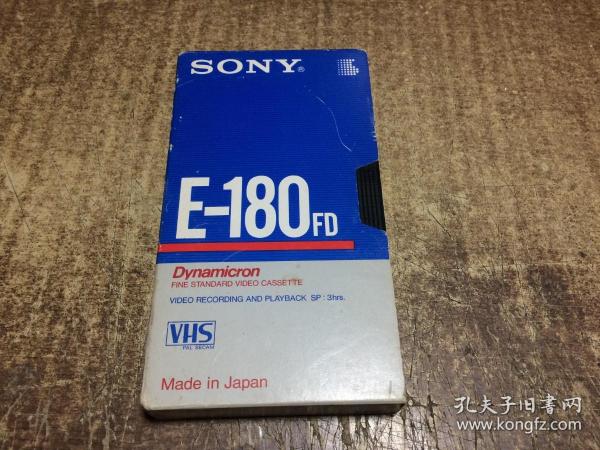 SONY®
E-180FD
Dynamicron
FINE STANDARD VIDEO CASSETTE
VIDEO RECORDING AND PLAYBACK SP : 3hrs.
VHS
PAL SECAM
Made in Japan
孔夫子旧書网
www.kongfz.com